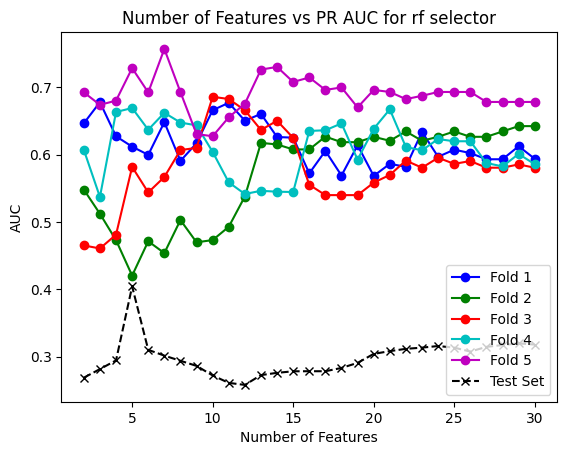 Number of Features vs PR AUC for rf selector
AUC
0.7
0.6
0.5
0.4
0.3
5
10
15
20
25
30
Number of Features
Fold 1
Fold 2
Fold 3
Fold 4
Fold 5
Test Set